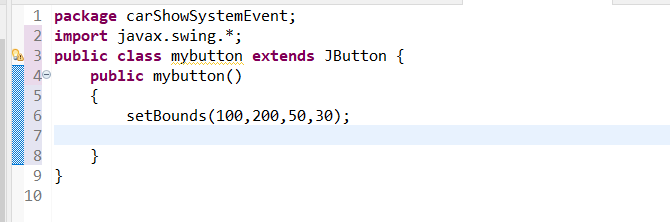 1 package carShowSystemEvent;
2 import javax.swing.*;
3 public class mybutton extends JButton {
4 public mybutton()
5 {
6 setBounds(100,200,50,30);
7
8 }
9 }
10